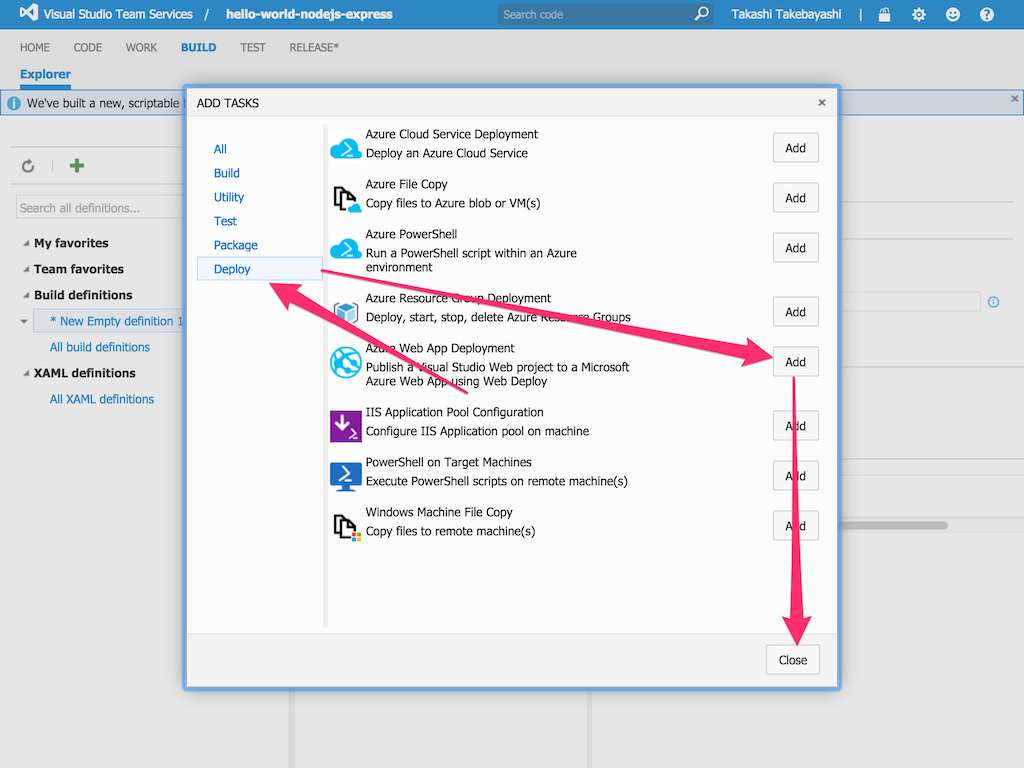 Visual Studio Team Services / hello-world-nodejs-express
Search code
Takashi Takebayashi
HOME CODE WORK BUILD TEST RELEASE*
Explorer
We've built a new, scriptable
ADD TASKS
Search all definitions...
My favorites
Team favorites
Build definitions
* New Empty definition 1
All build definitions
XAML definitions
All XAML definitions
All
Build
Utility
Test
Package
Deploy
Azure Cloud Service Deployment
Deploy an Azure Cloud Service
Add
Azure File Copy
Copy files to Azure blob or VM(s)
Add
Azure PowerShell
Run a PowerShell script within an Azure
environment
Add
Azure Resource Group Deployment
Deploy, start, stop, delete Azure Resource Groups
Add
Azure Web App Deployment
Publish a Visual Studio Web project to a Microsoft
Azure Web App using Web Deploy
Add
IIS Application Pool Configuration
Configure IIS Application pool on machine
Add
PowerShell on Target Machines
Execute PowerShell scripts on remote machine(s)
Add
Windows Machine File Copy
Copy files to remote machine(s)
Add
Close